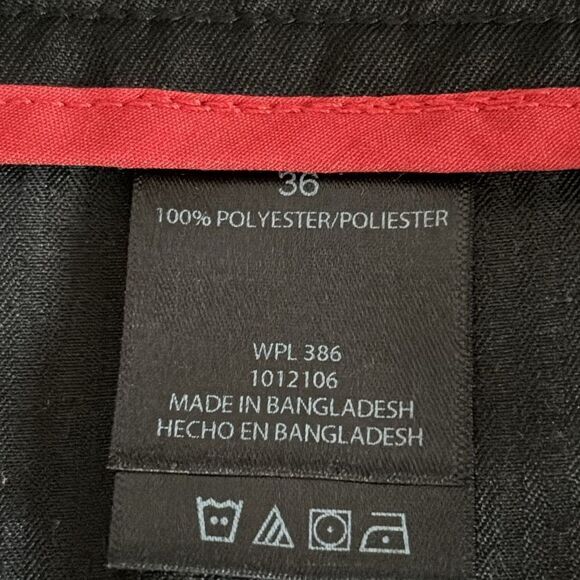 36
100% POLYESTER/POLIESTER
WPL 386
1012106
MADE IN BANGLADESH
HECHO EN BANGLADESH